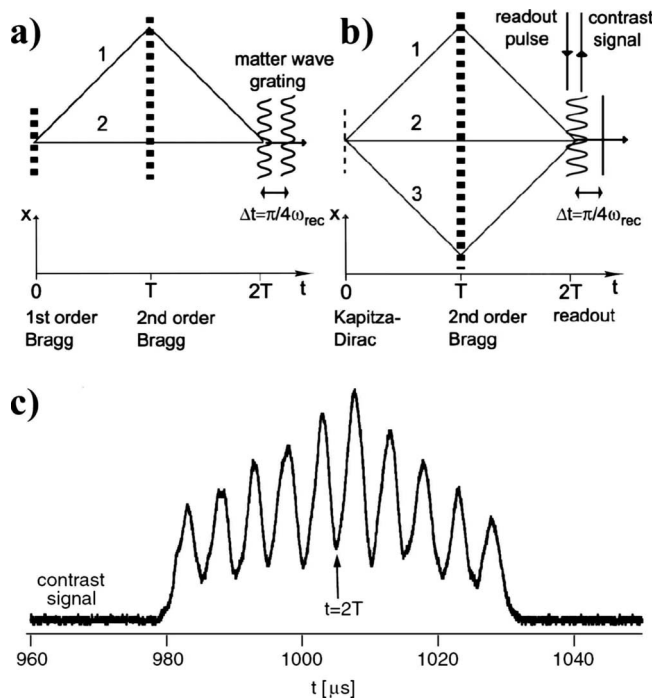 a)
1
2
matter wave
grating
Δt=π/4ωrec
x
0
T
2T
t
1st order
Bragg
2nd order
Bragg
b)
readout
pulse
contrast
signal
1
2
3
Δt=π/4ωrec
x
0
T
2T
t
Kapitza-
Dirac
2nd order
Bragg
readout
c)
contrast
signal
t=2T
960
980
1000
1020
1040
t [µs]